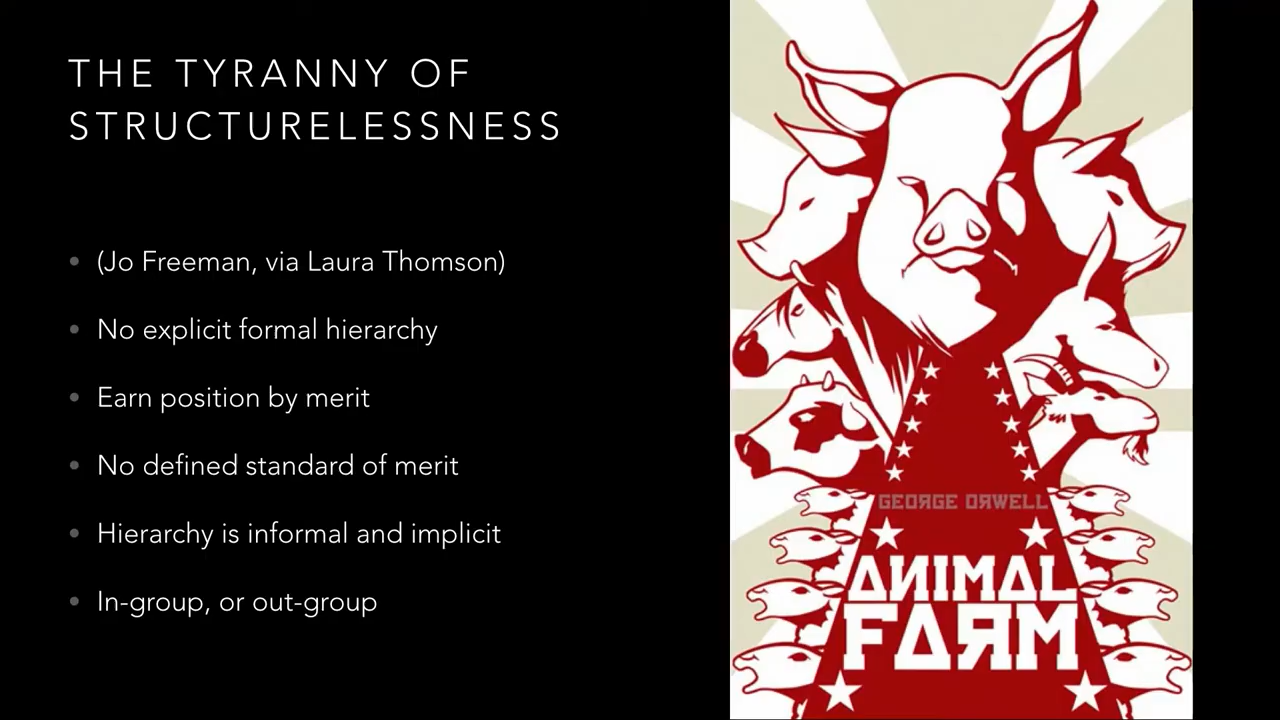 THE TYRANNY OF
STRUCTURELESSNESS
• (Jo Freeman, via Laura Thomson)
• No explicit formal hierarchy
• Earn position by merit
• No defined standard of merit
• Hierarchy is informal and implicit
• In-group, or out-group
GEORGE ORWELL
ANIMAL
FARM